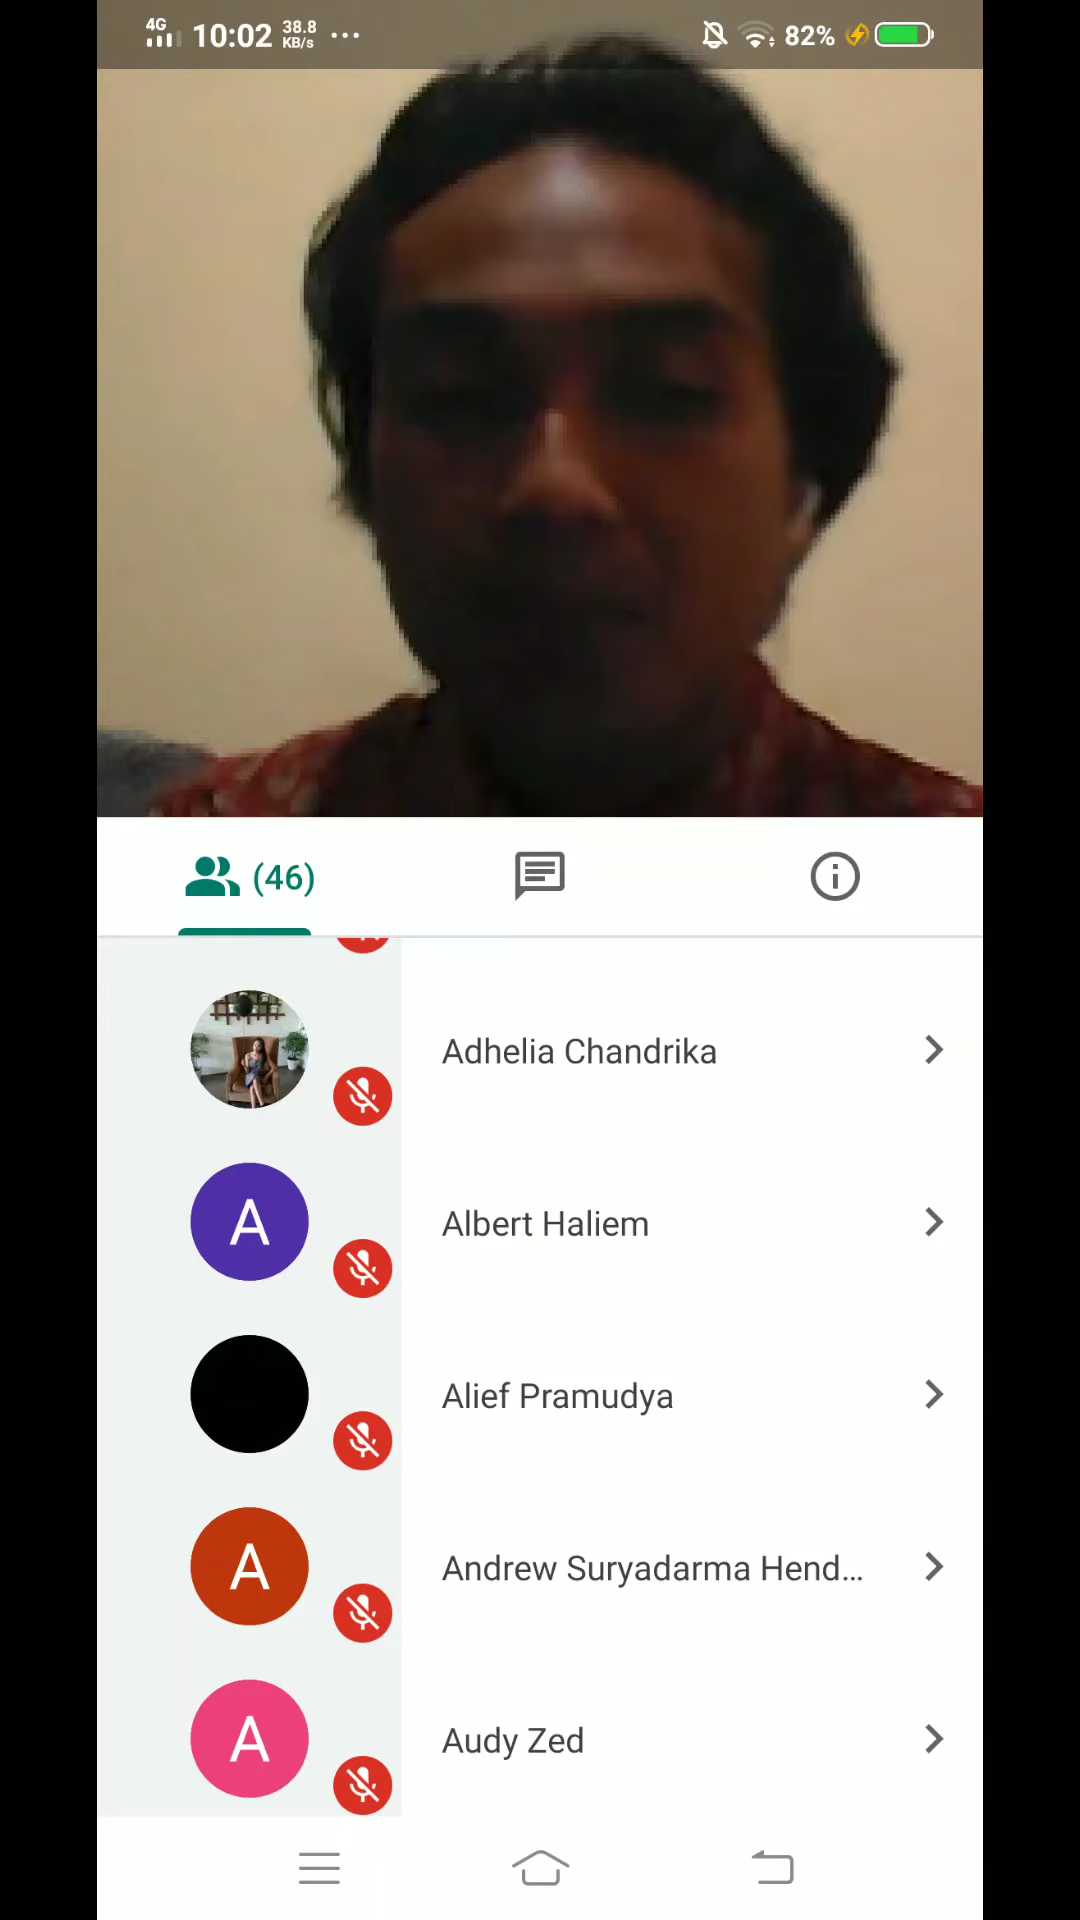 4G 10:02 38.8 KB/s ... 82%
(46)
Adhelia Chandrika
A Albert Haliem
Alief Pramudya
A Andrew Suryadarma Hend...
A Audy Zed